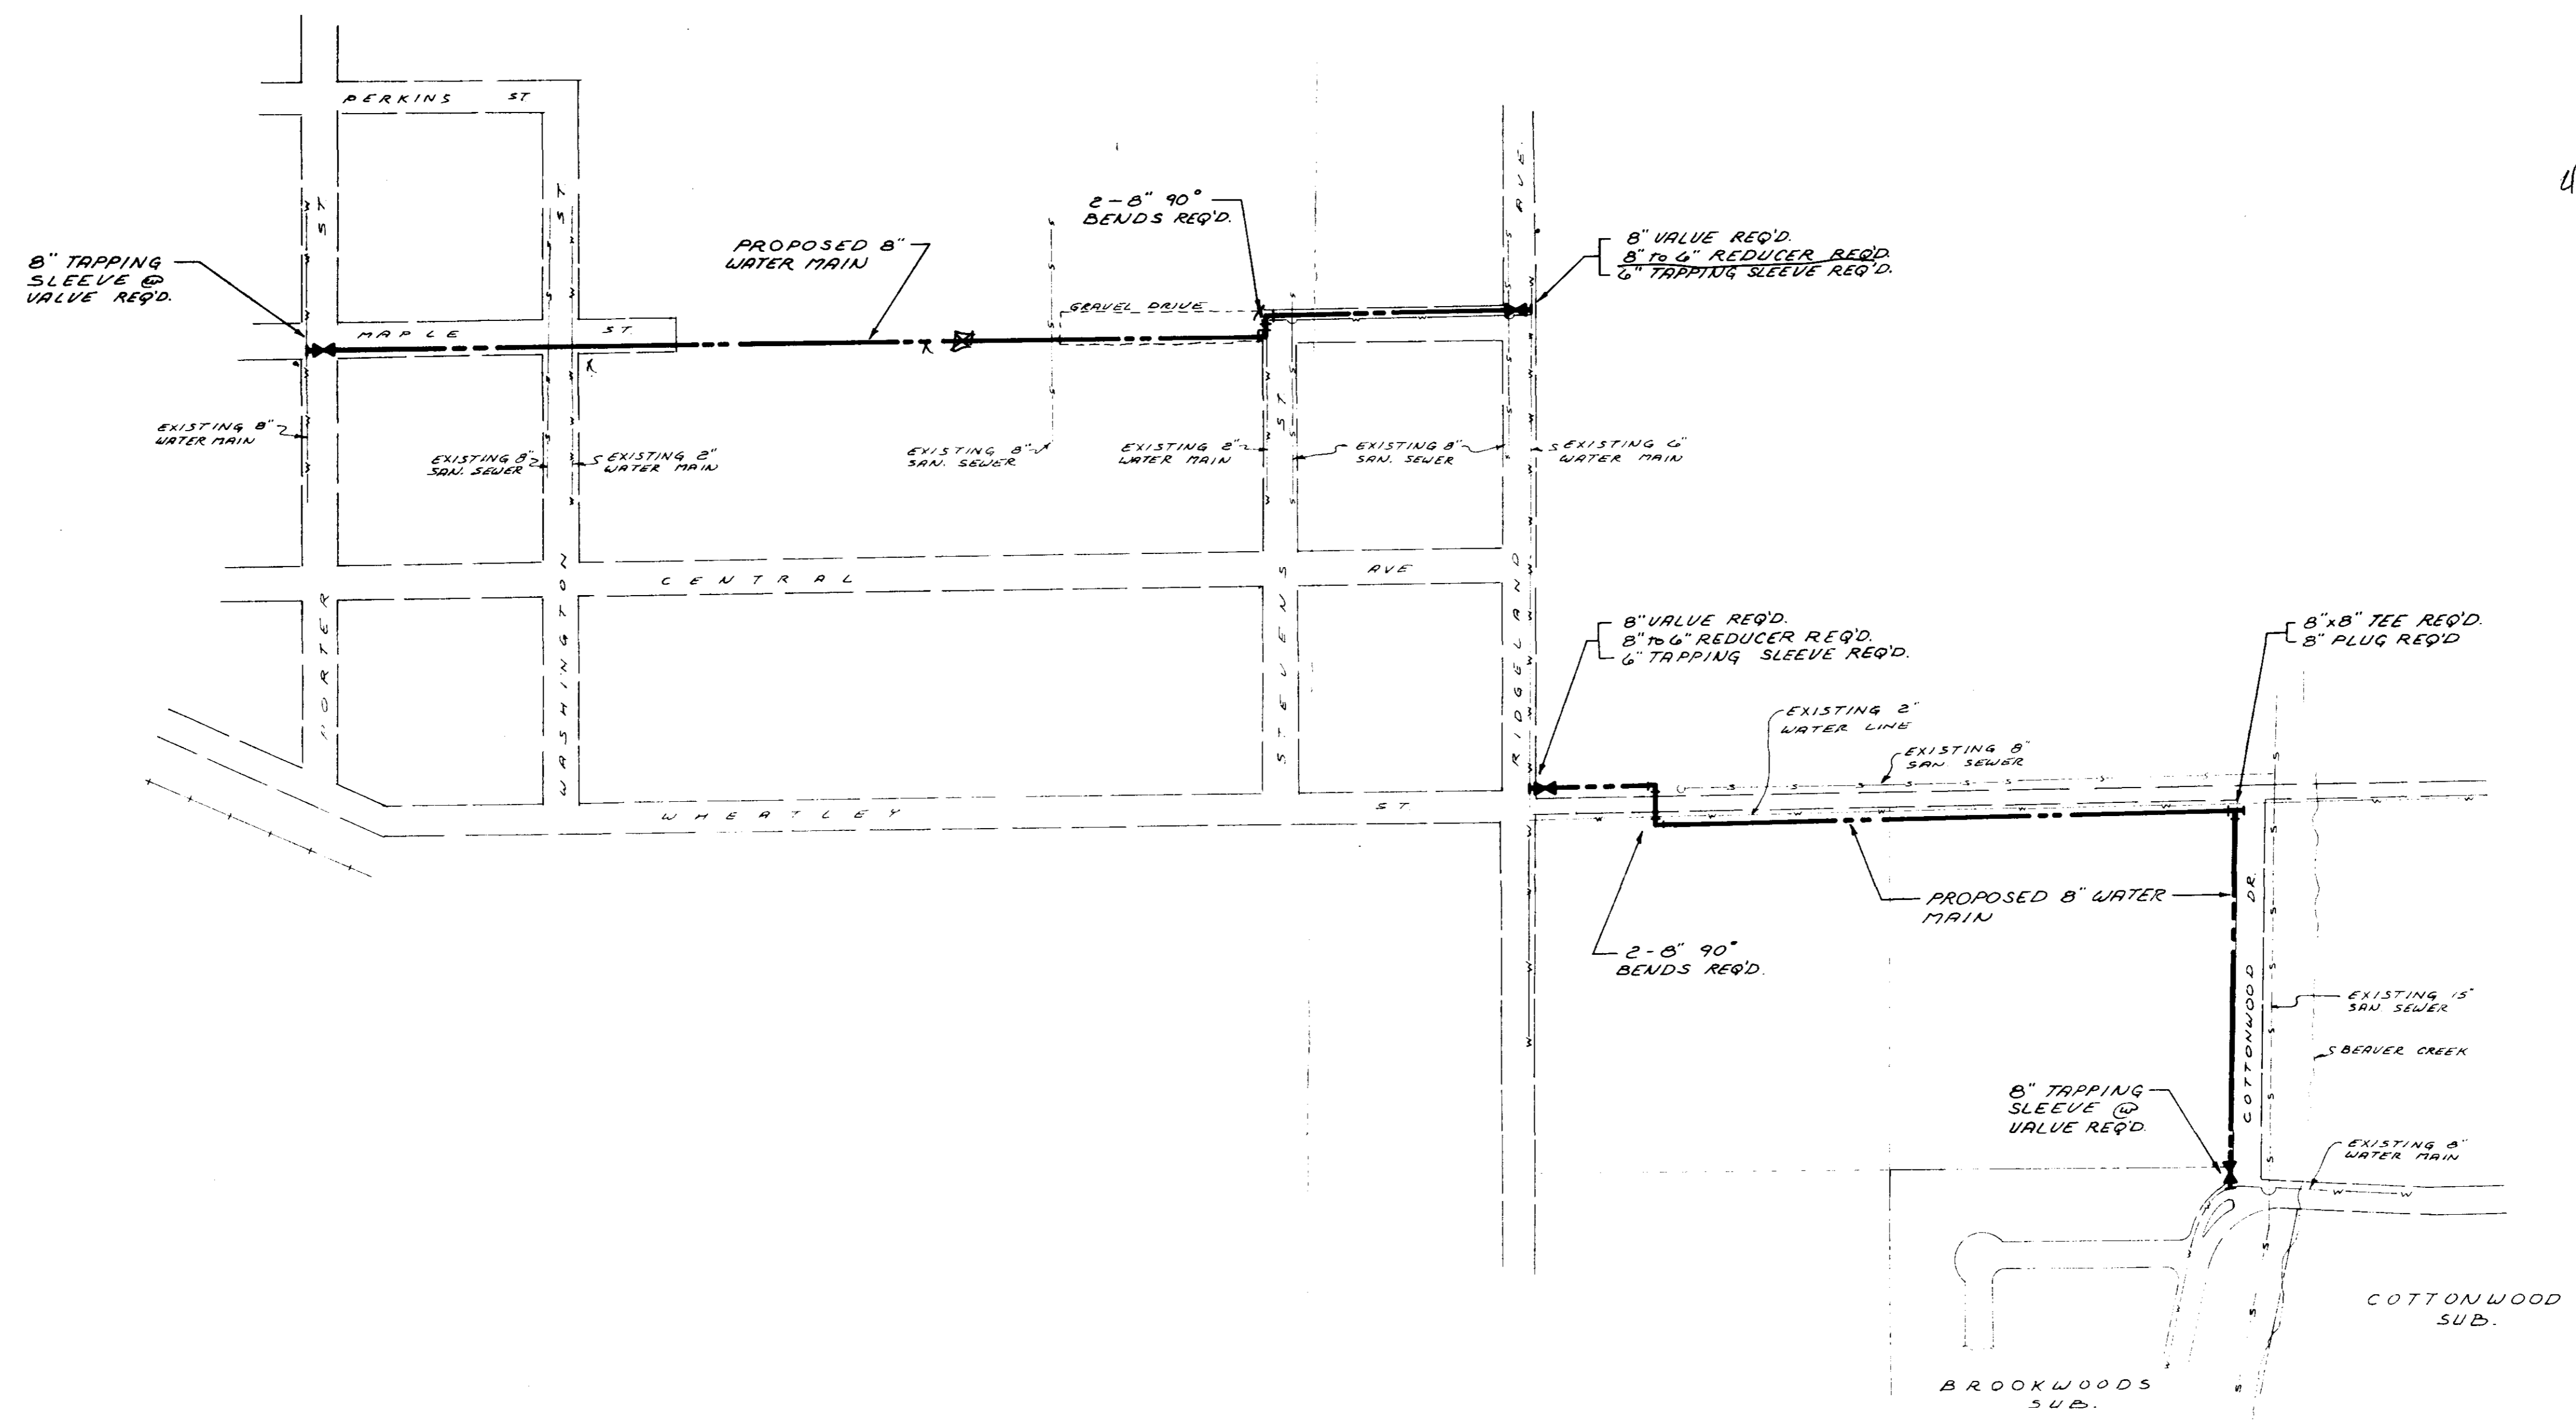 PERKINS ST
ST
ST
AVE.
2-8" 90°
BENDS REQ'D.
8" TAPPING
SLEEVE @
VALVE REQ'D.
PROPOSED 8"
WATER MAIN
8" VALVE REQ'D.
8" to 6" REDUCER REQ'D.
6" TAPPING SLEEVE REQ'D.
GRAVEL DRIVE
MAPLE ST.
EXISTING 8"
WATER MAIN
EXISTING 8"
SAN. SEWER
EXISTING 2"
WATER MAIN
EXISTING 8"
SAN. SEWER
EXISTING 2"
WATER MAIN
ST
EXISTING 8"
SAN. SEWER
EXISTING 6"
WATER MAIN
CENTRAL AVE
HORTER
WASHINGTON
STEVENS
RIDGELAND
8" VALVE REQ'D.
8" to 6" REDUCER REQ'D.
6" TAPPING SLEEVE REQ'D.
8"x8" TEE REQ'D.
8" PLUG REQ'D
EXISTING 2"
WATER LINE
EXISTING 8"
SAN. SEWER
WHEATLEY ST.
PROPOSED 8" WATER
MAIN
2-8" 90°
BENDS REQ'D.
COTTONWOOD DR.
EXISTING 15"
SAN. SEWER
BEAVER CREEK
8" TAPPING
SLEEVE @
VALVE REQ'D.
EXISTING 8"
WATER MAIN
COTTONWOOD
SUB.
BROOKWOODS
SUB.